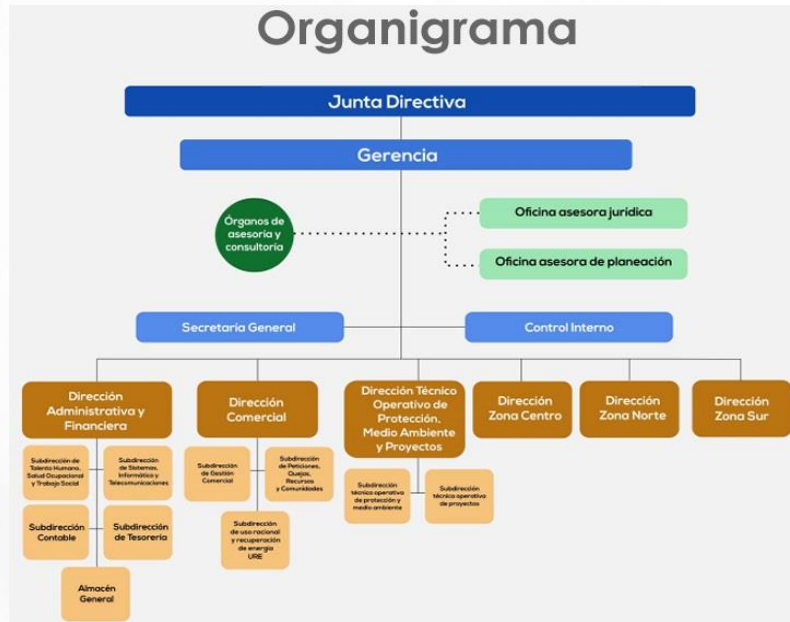 Organigrama
Junta Directiva
Gerencia
Órganos de
asesoría y
consultoría
Oficina asesora jurídica
Oficina asesora de planeación
Secretaría General
Control Interno
Dirección
Administrativa y
Financiera
Dirección
Comercial
Dirección Técnico
Operativo de
Protección,
Medio Ambiente
y Proyectos
Dirección
Zona Centro
Dirección
Zona Norte
Dirección
Zona Sur
Subdirección de
Talento Humano,
Salud Ocupacional
y Trabajo Social
Subdirección
de Sistemas,
Informática y
Telecomunicaciones
Subdirección
Contable
Subdirección
de Tesorería
Almacén
General
Subdirección
de Gestión
Comercial
Subdirección
de Peticiones,
Quejas,
Recursos
y Comunidades
Subdirección
de uso racional
y recuperación
de energía
URE
Subdirección
técnica operativa
de protección y
medio ambiente
Subdirección
técnica operativa
de proyectos